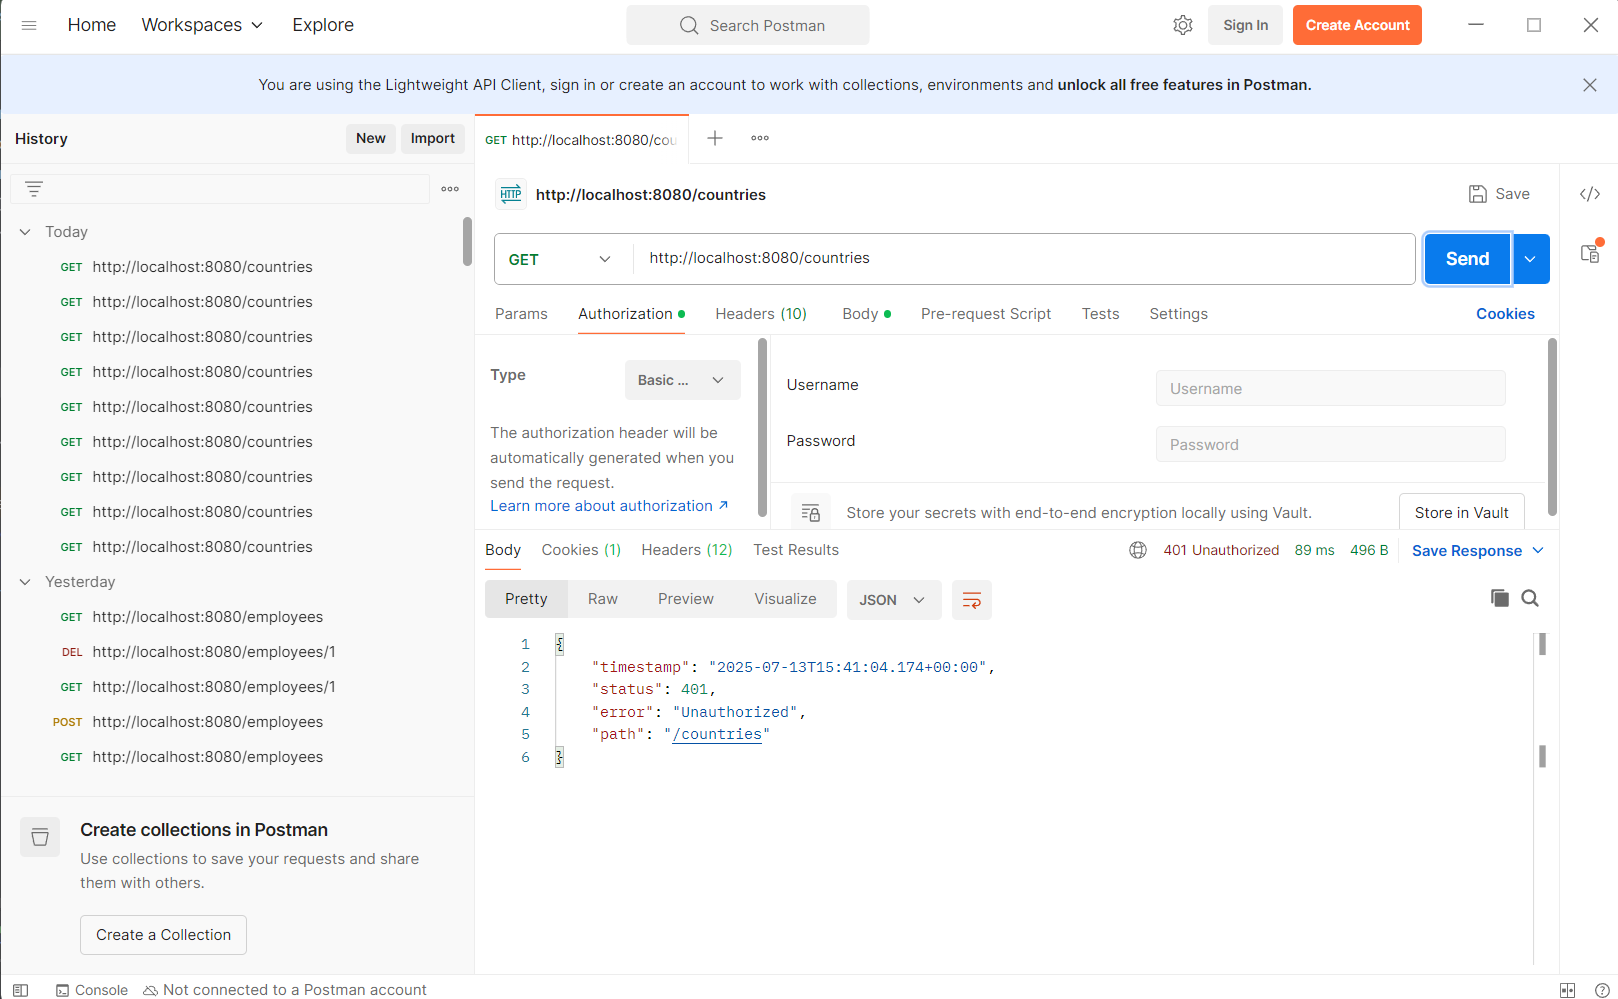 Home Workspaces Explore Search Postman Sign In Create Account
You are using the Lightweight API Client, sign in or create an account to work with collections, environments and unlock all free features in Postman.
History New Import
Today
GET http://localhost:8080/countries
GET http://localhost:8080/countries
GET http://localhost:8080/countries
GET http://localhost:8080/countries
GET http://localhost:8080/countries
GET http://localhost:8080/countries
GET http://localhost:8080/countries
GET http://localhost:8080/countries
GET http://localhost:8080/countries
Yesterday
GET http://localhost:8080/employees
DEL http://localhost:8080/employees/1
GET http://localhost:8080/employees/1
POST http://localhost:8080/employees
GET http://localhost:8080/employees
Create collections in Postman
Use collections to save your requests and share
them with others.
Create a Collection
GET http://localhost:8080/cou
HTTP http://localhost:8080/countries Save
GET http://localhost:8080/countries Send
Params Authorization Headers (10) Body Pre-request Script Tests Settings Cookies
Type Basic ...
The authorization header will be
automatically generated when you
send the request.
Learn more about authorization ↗
Username Username
Password Password
Store your secrets with end-to-end encryption locally using Vault. Store in Vault
Body Cookies (1) Headers (12) Test Results 401 Unauthorized 89 ms 496 B Save Response
Pretty Raw Preview Visualize JSON
1 {
2 "timestamp": "2025-07-13T15:41:04.174+00:00",
3 "status": 401,
4 "error": "Unauthorized",
5 "path": "/countries"
6 }
Console Not connected to a Postman account